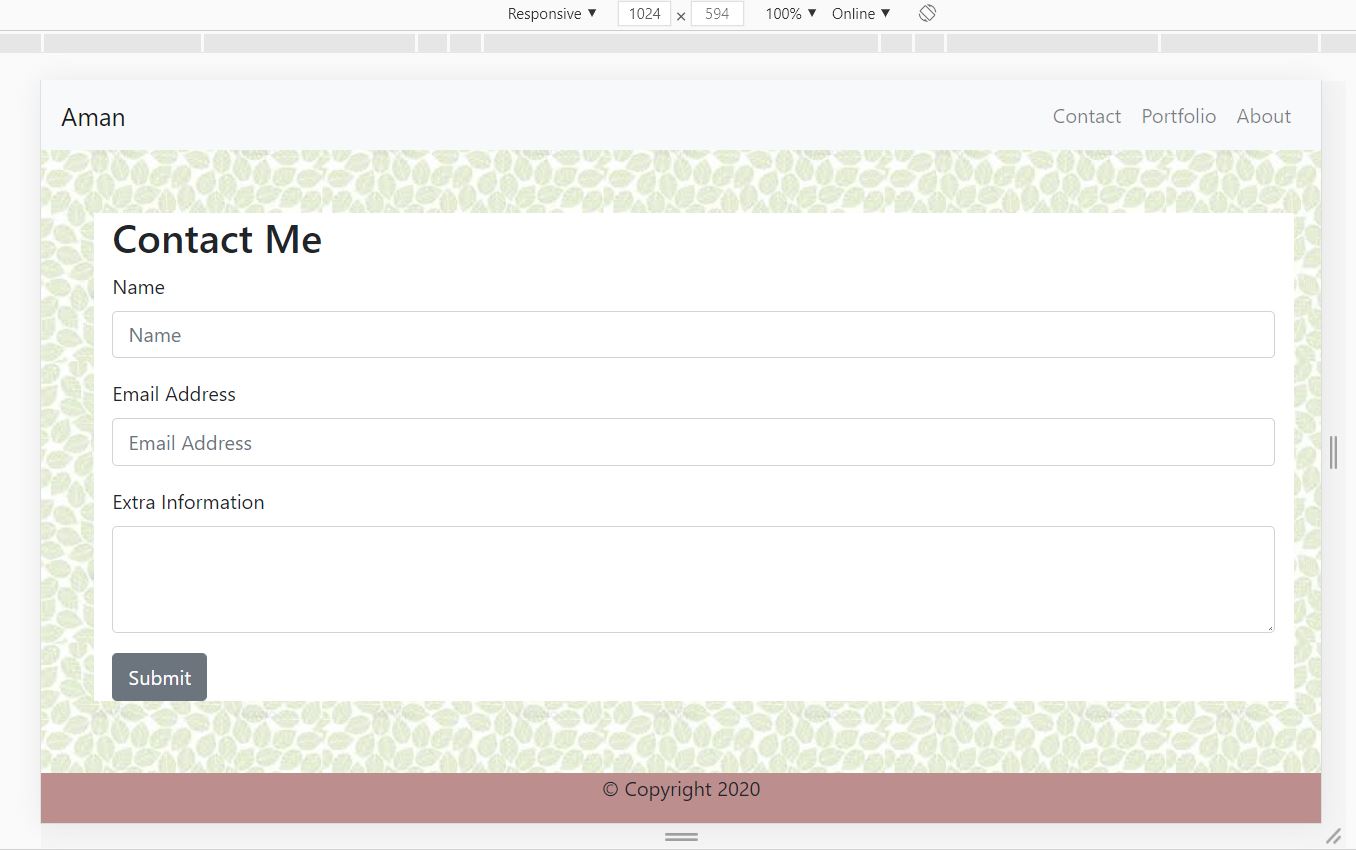 Responsive ▼ 1024 × 594 100% ▼ Online ▼
Aman Contact Portfolio About
Contact Me
Name
Name
Email Address
Email Address
Extra Information
Submit
© Copyright 2020